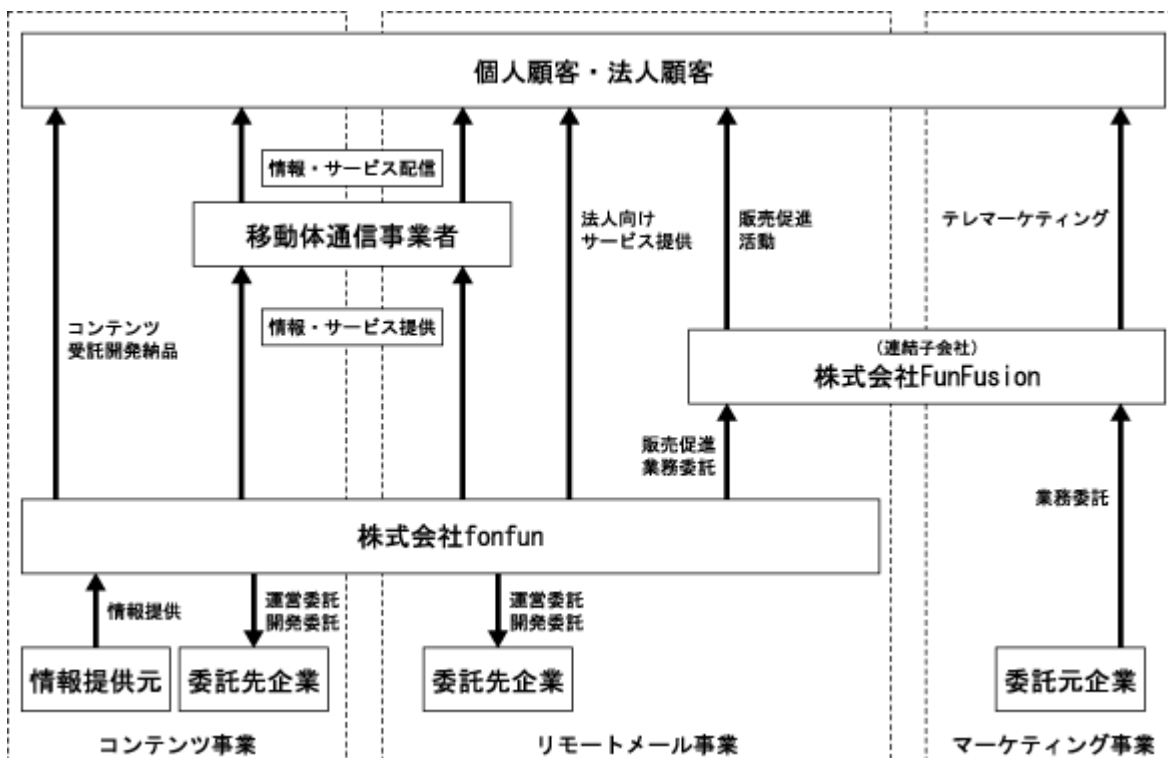 個人顧客・法人顧客
情報・サービス配信
移動体通信事業者
法人向け
サービス提供
販売促進
活動
テレマーケティング
コンテンツ
受託開発納品
情報・サービス提供
(連結子会社)
株式会社FunFusion
販売促進
業務委託
業務委託
株式会社fonfun
情報提供
運営委託
開発委託
運営委託
開発委託
情報提供元
委託先企業
委託先企業
委託元企業
コンテンツ事業
リモートメール事業
マーケティング事業